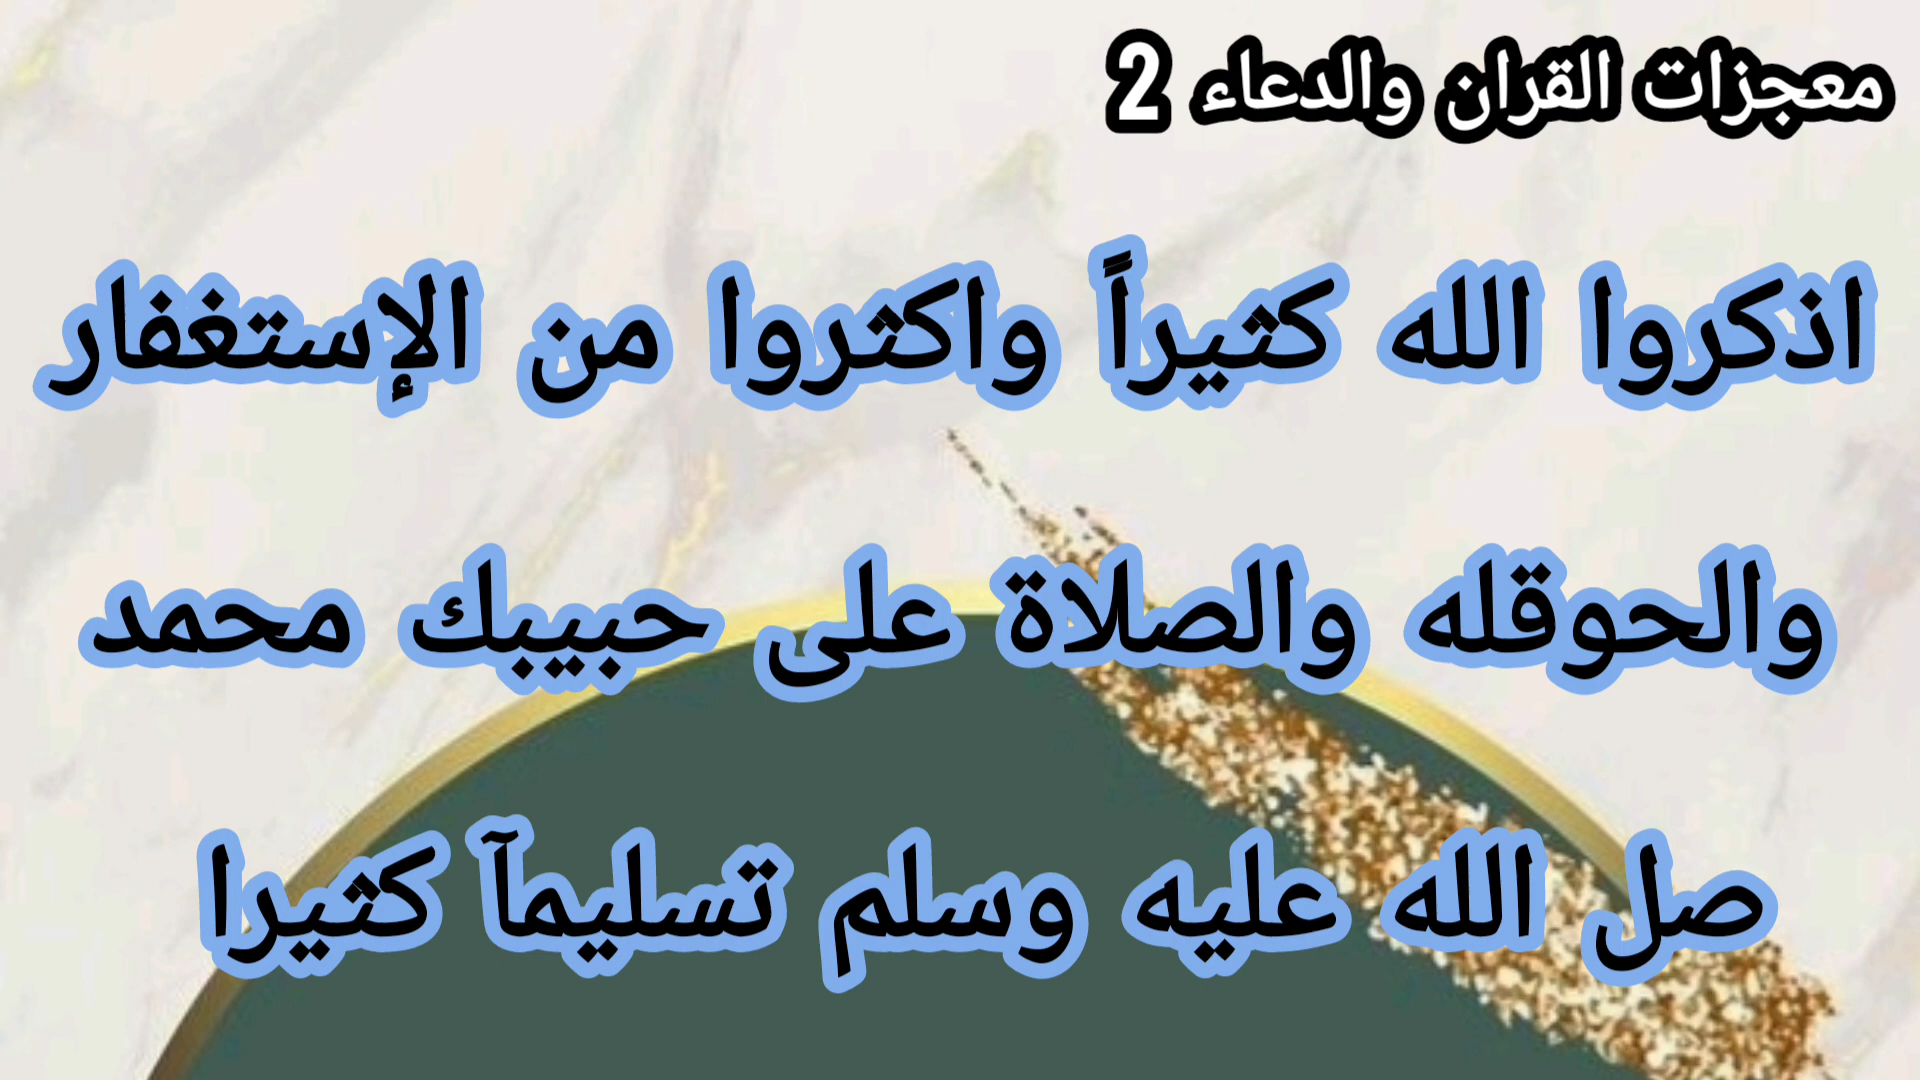 معجزات القران والدعاء 2
اذكروا الله كثيراً واكثروا من الإستغفار
والحوقله والصلاة على حبيبك محمد
صل الله عليه وسلم تسليمآ كثيرا